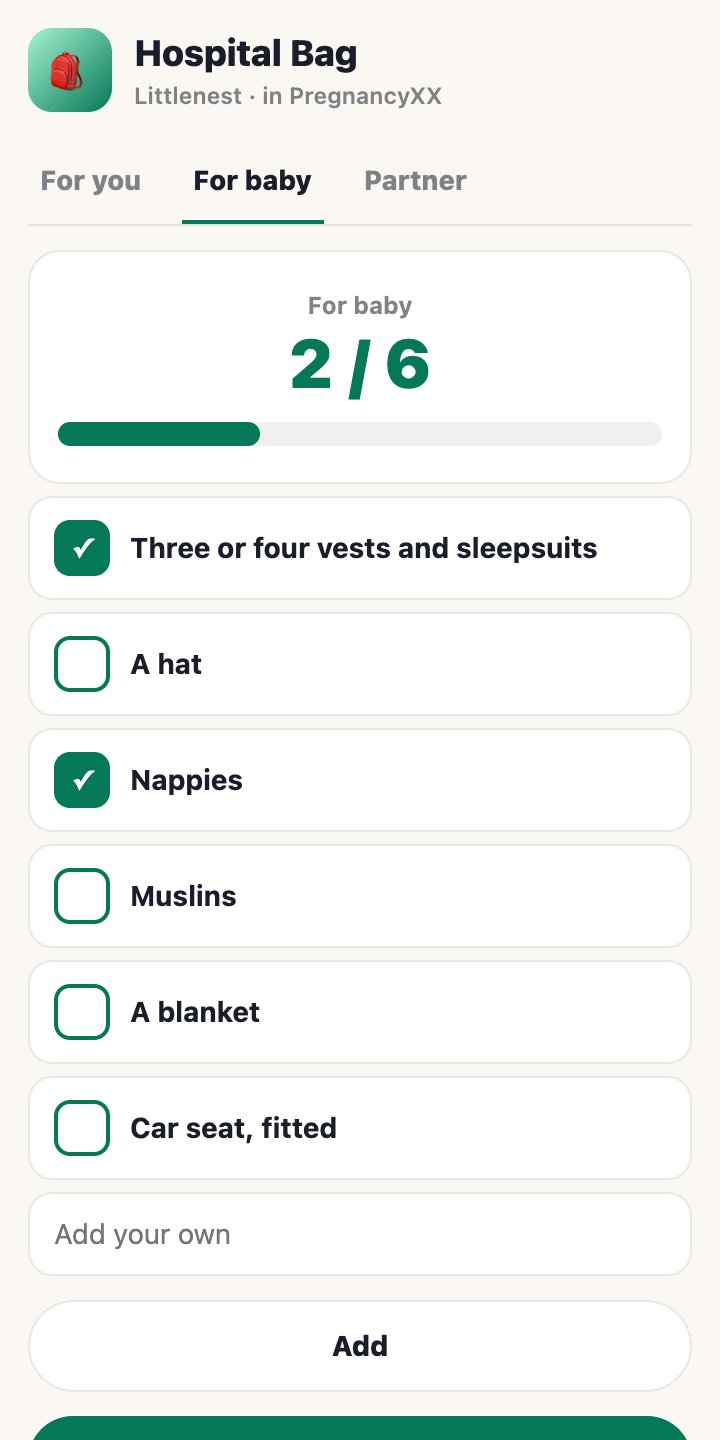 Hospital Bag
Littlenest · in PregnancyXX
For you
For baby
Partner
For baby
2 / 6
Three or four vests and sleepsuits
A hat
Nappies
Muslins
A blanket
Car seat, fitted
Add your own
Add